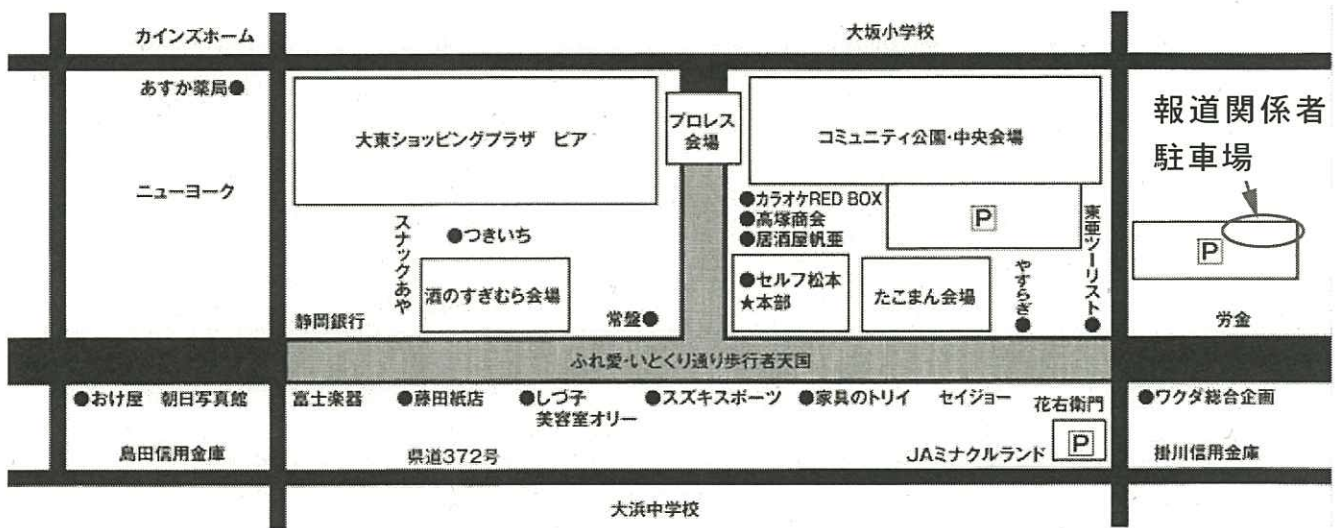 カインズホーム
大坂小学校
あすか薬局●
大東ショッピングプラザ　ピア
プロレス
会場
コミュニティ公園・中央会場
報道関係者
駐車場
ニューヨーク
●カラオケRED BOX
●高塚商会
●居酒屋帆亜
P
P
スナックあや
●つきいち
酒のすぎむら会場
静岡銀行
常盤●
●セルフ松本
★本部
たこまん会場
やすらぎ●
東亜ツーリスト●
労金
ふれ愛・いとくり通り歩行者天国
●おけ屋　朝日写真館
富士楽器
●藤田紙店
●しづ子
美容室オリー
●スズキスポーツ
●家具のトリイ
セイジョー
花右衛門
●ワクダ総合企画
島田信用金庫
県道372号
JAミナクルランド
P
掛川信用金庫
大浜中学校